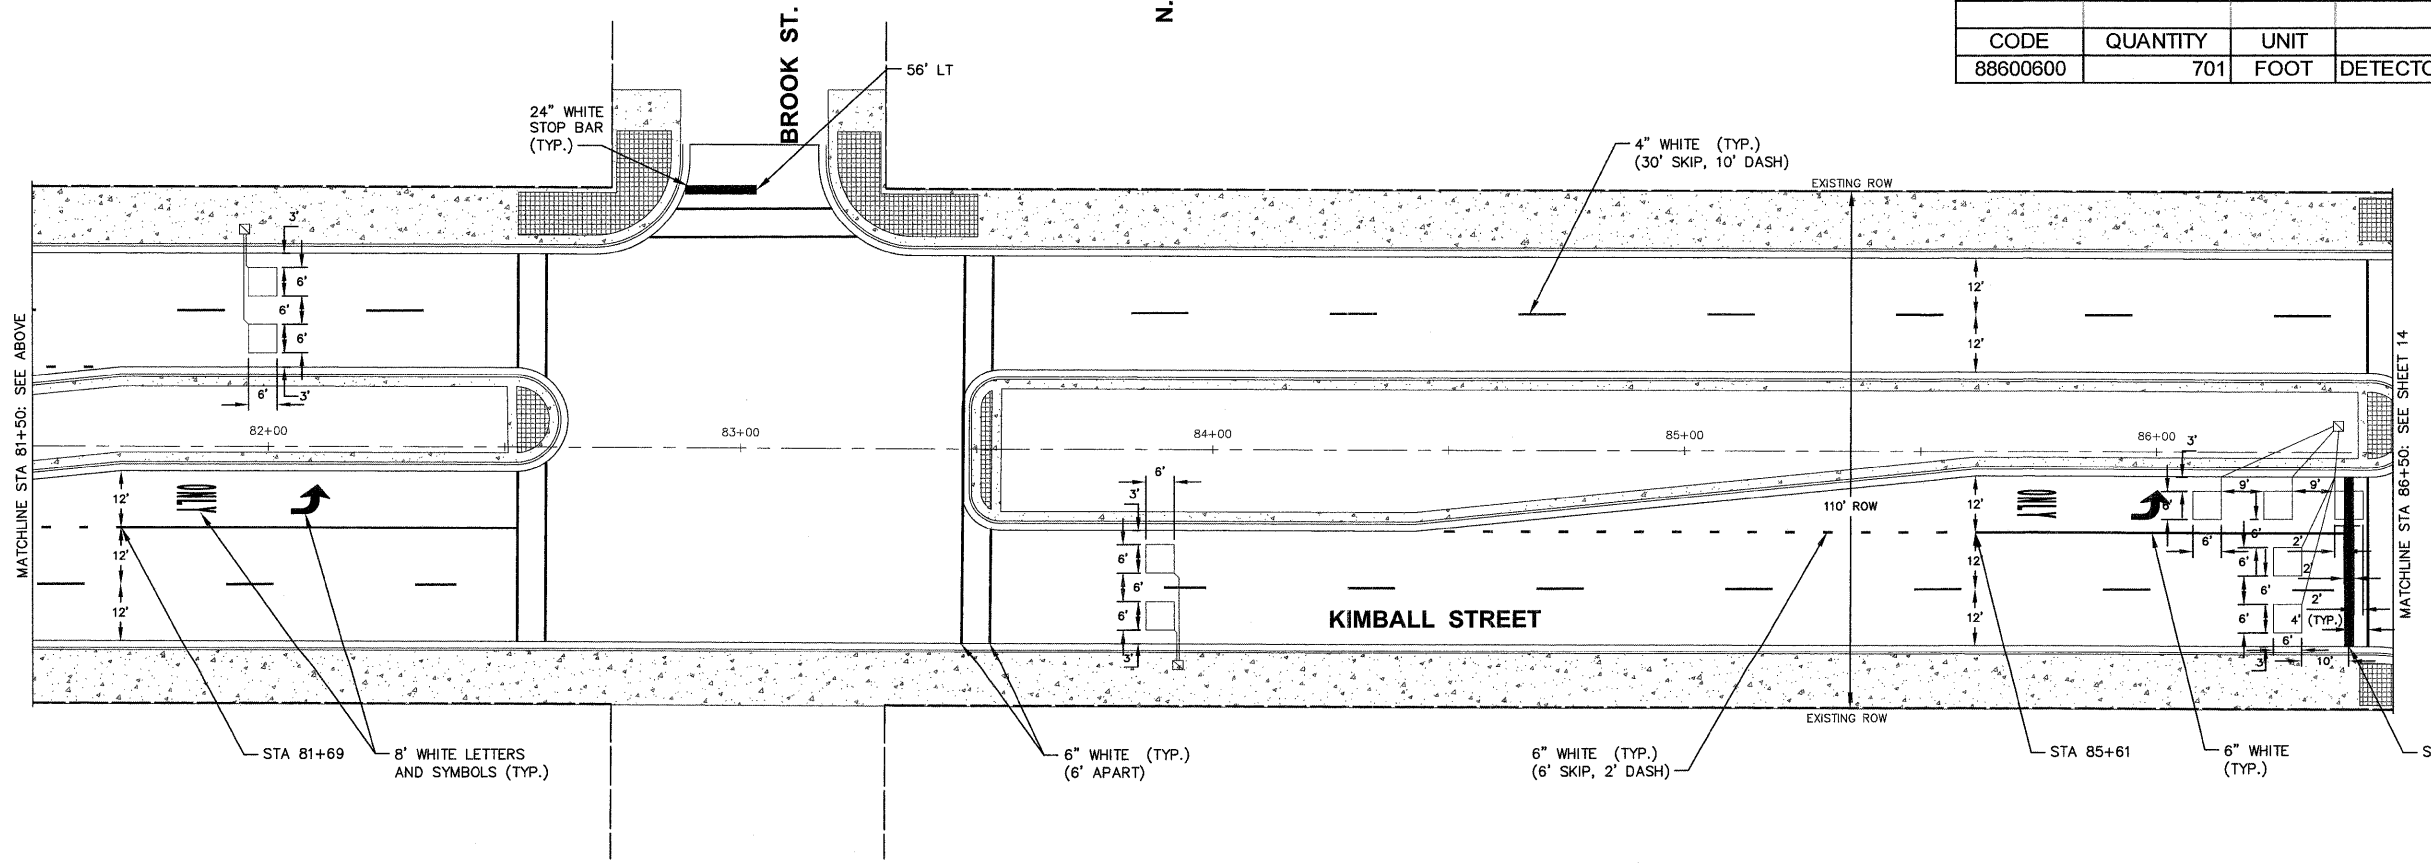 N.
BROOK ST.
56' LT
24" WHITE
STOP BAR
(TYP.)
CODE QUANTITY UNIT
88600600 701 FOOT DETECTO
4" WHITE (TYP.)
(30' SKIP, 10' DASH)
EXISTING ROW
3'
6'
6'
6'
6'
3'
12'
12'
MATCHLINE STA 81+50: SEE ABOVE
82+00
83+00
84+00
85+00
86+00
3'
12'
12'
12'
ONLY
6'
3'
6'
6'
6'
3'
110' ROW
12'
12'
12'
ONLY
6'
9'
9'
6'
6'
2'
6'
6'
6'
6'
2'
2'
4' (TYP.)
6'
3'
10'
KIMBALL STREET
MATCHLINE STA 86+50: SEE SHEET 14
EXISTING ROW
STA 81+69
8' WHITE LETTERS
AND SYMBOLS (TYP.)
6" WHITE (TYP.)
(6' APART)
6" WHITE (TYP.)
(6' SKIP, 2' DASH)
STA 85+61
6" WHITE
(TYP.)
S